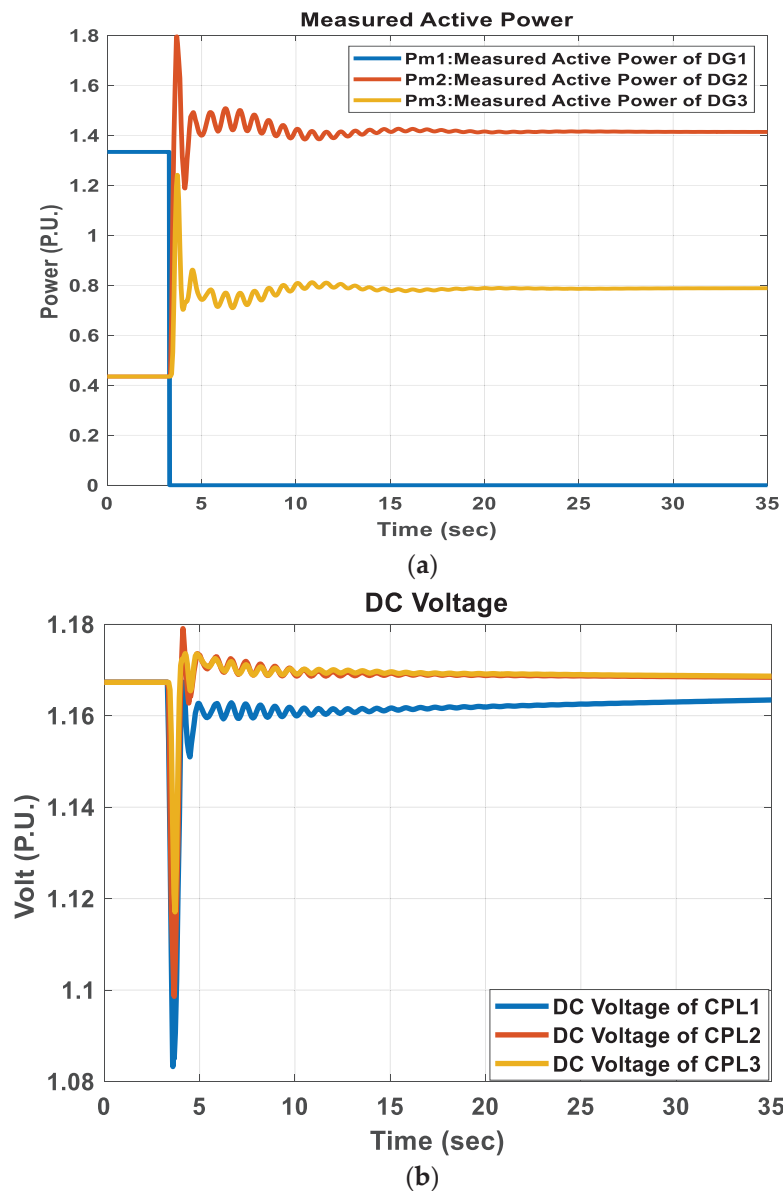 Measured Active Power
1.8
1.6
1.4
1.2
1
0.8
0.6
0.4
0.2
0
Power (P.U.)
Pm1:Measured Active Power of DG1
Pm2:Measured Active Power of DG2
Pm3:Measured Active Power of DG3
0 5 10 15 20 25 30 35
Time (sec)
(a)
DC Voltage
1.18
1.16
1.14
1.12
1.1
1.08
Volt (P.U.)
DC Voltage of CPL1
DC Voltage of CPL2
DC Voltage of CPL3
0 5 10 15 20 25 30 35
Time (sec)
(b)